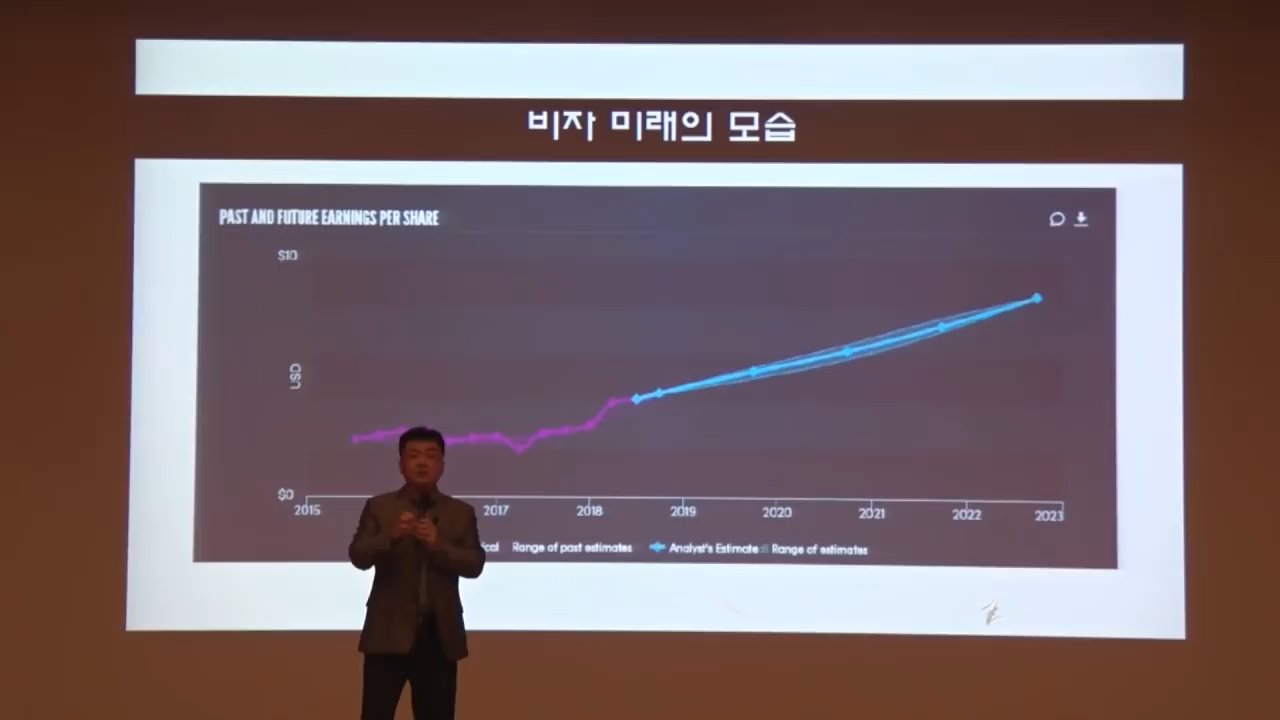 비자 미래의 모습
PAST AND FUTURE EARNINGS PER SHARE
$10
USD
$0
2015 2017 2018 2019 2020 2021 2022 2023
Range of past estimates Analyst's Estimate Range of estimates